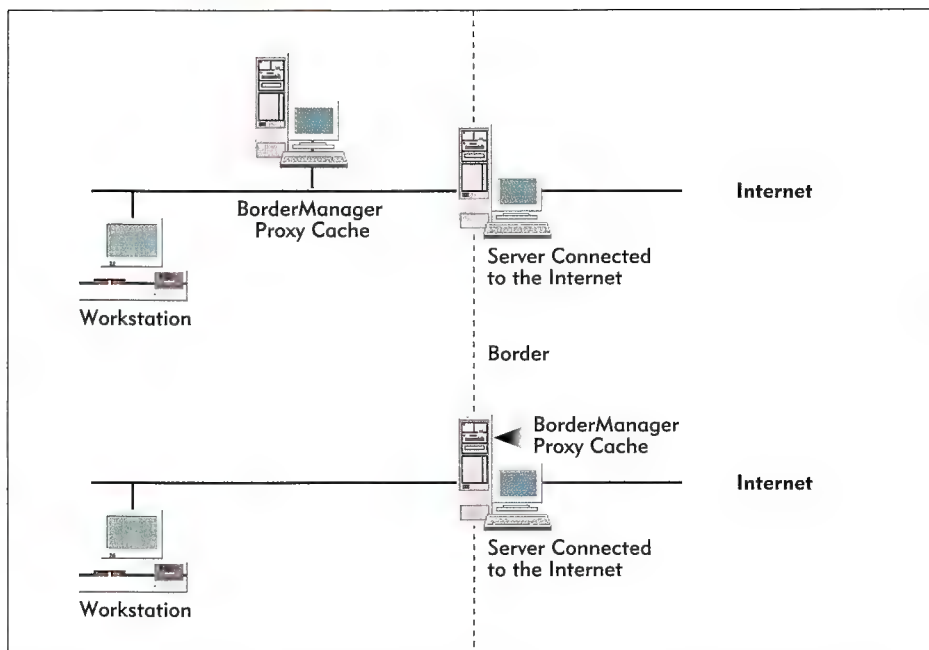 BorderManager
Proxy Cache
Internet
Server Connected
to the Internet
Workstation
Border
BorderManager
Proxy Cache
Internet
Server Connected
to the Internet
Workstation